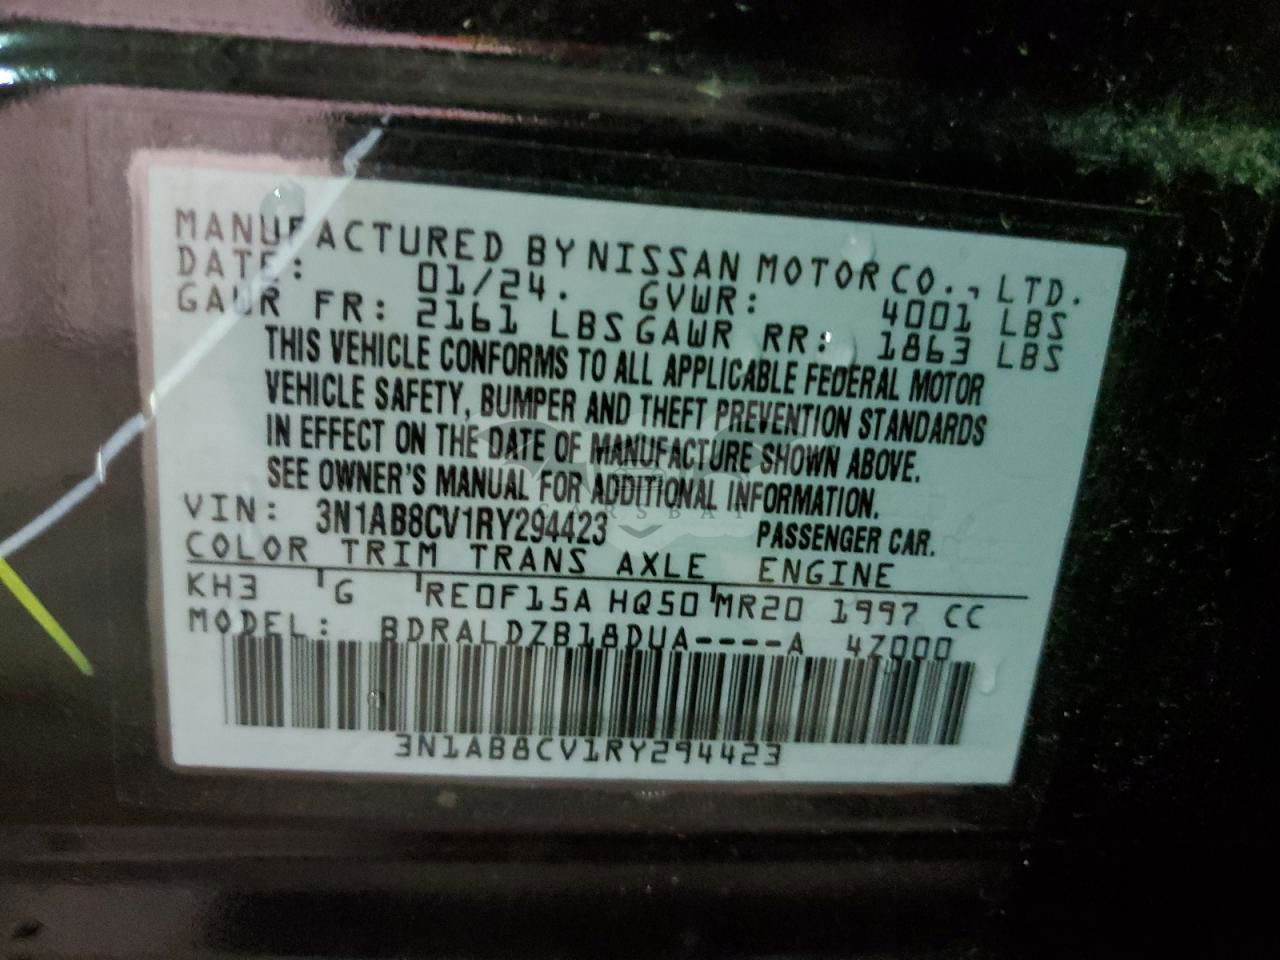 MANUFACTURED BY NISSAN MOTOR CO., LTD.
DATE: 01/24. GVWR: 4001 LBS
GAWR FR: 2161 LBS GAWR RR: 1863 LBS
THIS VEHICLE CONFORMS TO ALL APPLICABLE FEDERAL MOTOR
VEHICLE SAFETY, BUMPER AND THEFT PREVENTION STANDARDS
IN EFFECT ON THE DATE OF MANUFACTURE SHOWN ABOVE.
SEE OWNER'S MANUAL FOR ADDITIONAL INFORMATION.
VIN: 3N1AB8CV1RY294423 PASSENGER CAR.
COLOR TRIM TRANS AXLE ENGINE
KH3 G RE0F15A HQ50 MR20 1997 CC
MODEL: BDRALDZB18DUA----A 4Z000
3N1AB8CV1RY294423
CARSBAT